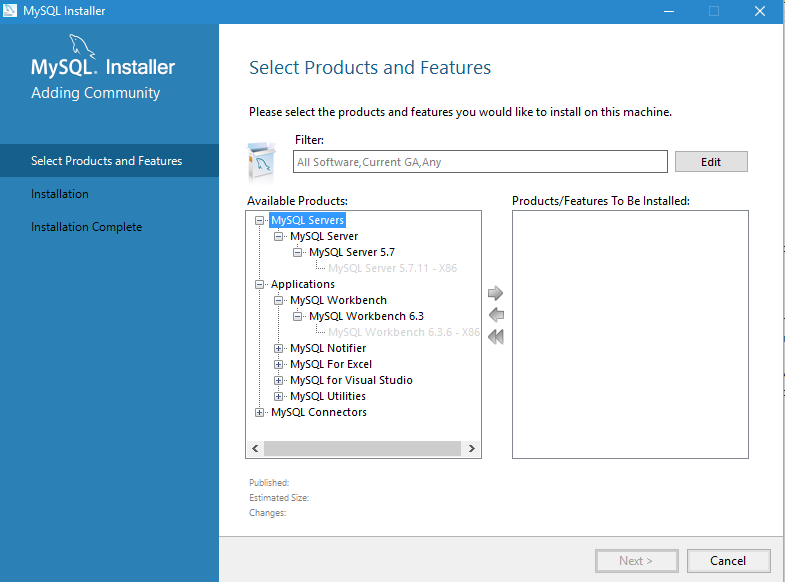 MySQL Installer
MySQL. Installer
Adding Community
Select Products and Features
Installation
Installation Complete
Select Products and Features
Please select the products and features you would like to install on this machine.
Filter:
All Software,Current GA,Any
Edit
Available Products:
MySQL Servers
MySQL Server
MySQL Server 5.7
MySQL Server 5.7.11 - X86
Applications
MySQL Workbench
MySQL Workbench 6.3
MySQL Workbench 6.3.6 - X86
MySQL Notifier
MySQL For Excel
MySQL for Visual Studio
MySQL Utilities
MySQL Connectors
Products/Features To Be Installed:
Published:
Estimated Size:
Changes:
Next >
Cancel